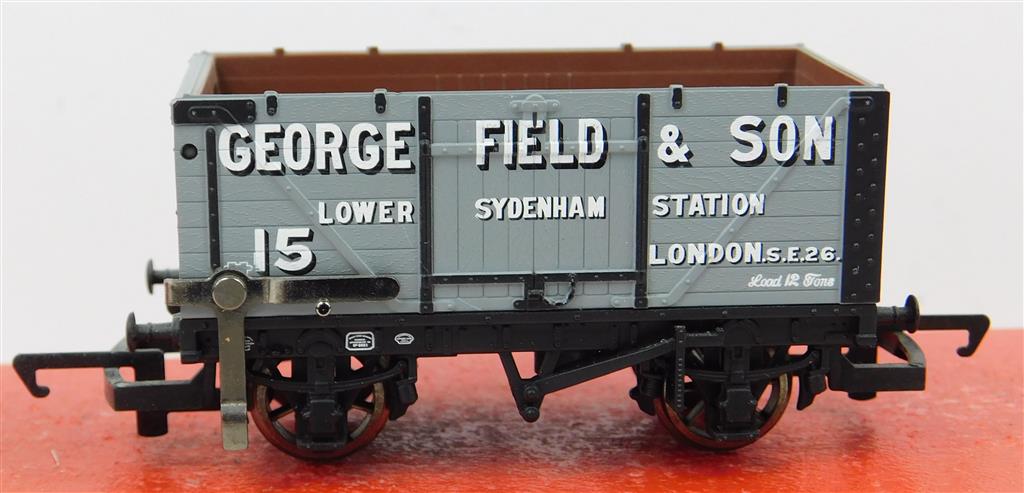 GEORGE FIELD & SON
LOWER SYDENHAM STATION
15 LONDON.S.E.26.
Load 12 Tons